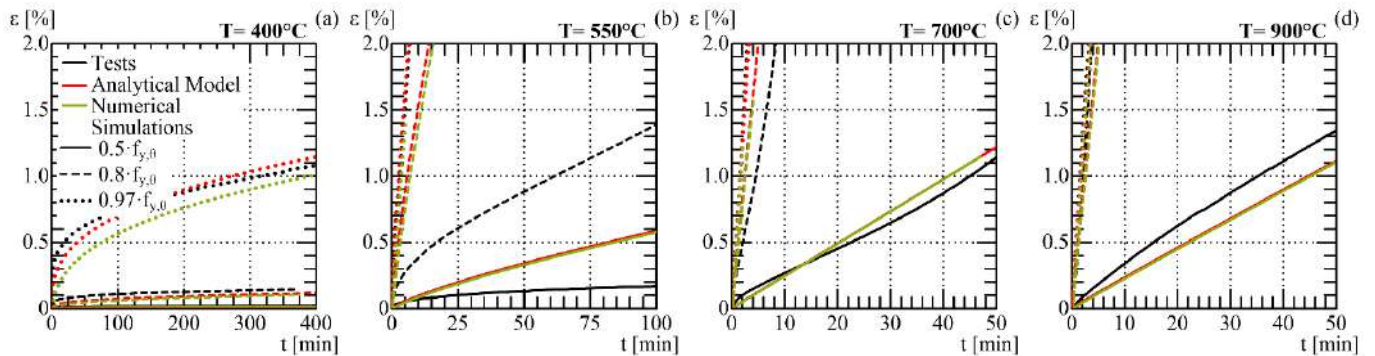 ε [%] (a)
T= 400°C
2.0
1.5
1.0
0.5
0
0 100 200 300 400
t [min]
Tests
Analytical Model
Numerical
Simulations
0.5·f_y,θ
0.8·f_y,θ
0.97·f_y,θ
ε [%] (b)
T= 550°C
2.0
1.5
1.0
0.5
0
0 25 50 75 100
t [min]
ε [%] (c)
T= 700°C
2.0
1.5
1.0
0.5
0
0 10 20 30 40 50
t [min]
ε [%] (d)
T= 900°C
2.0
1.5
1.0
0.5
0
0 10 20 30 40 50
t [min]